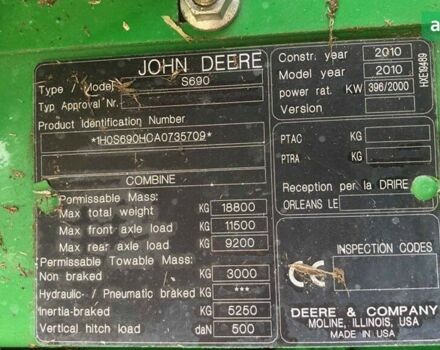 JOHN DEERE
Type / Model S690
Typ Approval Nr.
Product Identification Number
*1H0S690HCA0735709*
COMBINE
Permissable Mass:
Max total weight KG 18800
Max front axle load KG 11500
Max rear axle load KG 9200
Permissable Towable Mass:
Non braked KG 3000
Hydraulic- / Pneumatic braked KG ***
Inertia-braked KG 5250
Vertical hitch load daN 500
Constr. year 2010
Model year 2010
power rat. KW 396/2000
Version
HXE19489
PTAC KG
PTRA KG
Reception per la DRIRE
ORLEANS LE
INSPECTION CODES
CE
DEERE & COMPANY
MOLINE, ILLINOIS, USA
MADE IN USA
a